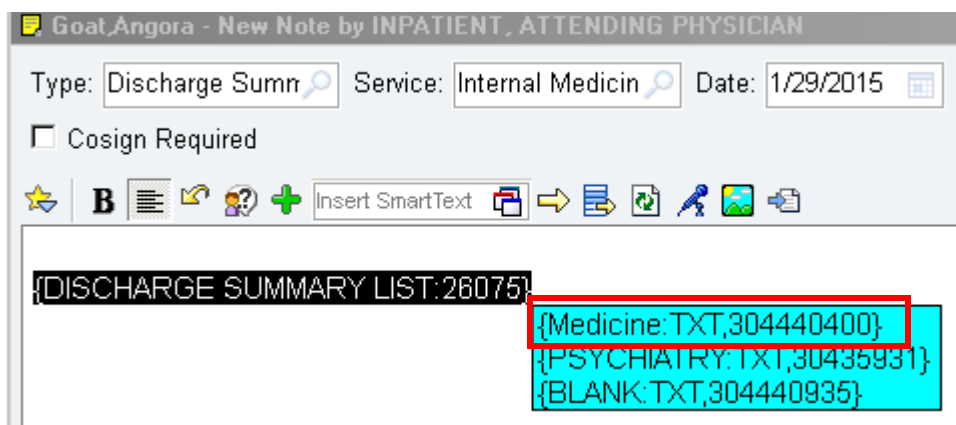 Goat,Angora - New Note by INPATIENT, ATTENDING PHYSICIAN
Type: Discharge Summ Service: Internal Medicin Date: 1/29/2015
Cosign Required
B Insert SmartText
{DISCHARGE SUMMARY LIST:26075}
{Medicine:TXT,304440400}
{PSYCHIATRY:TXT,30435931}
{BLANK:TXT,304440935}